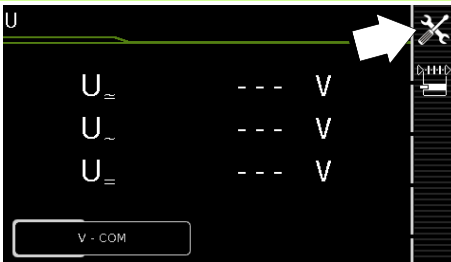 U
U≂ --- V
U~ --- V
U= --- V
V - COM